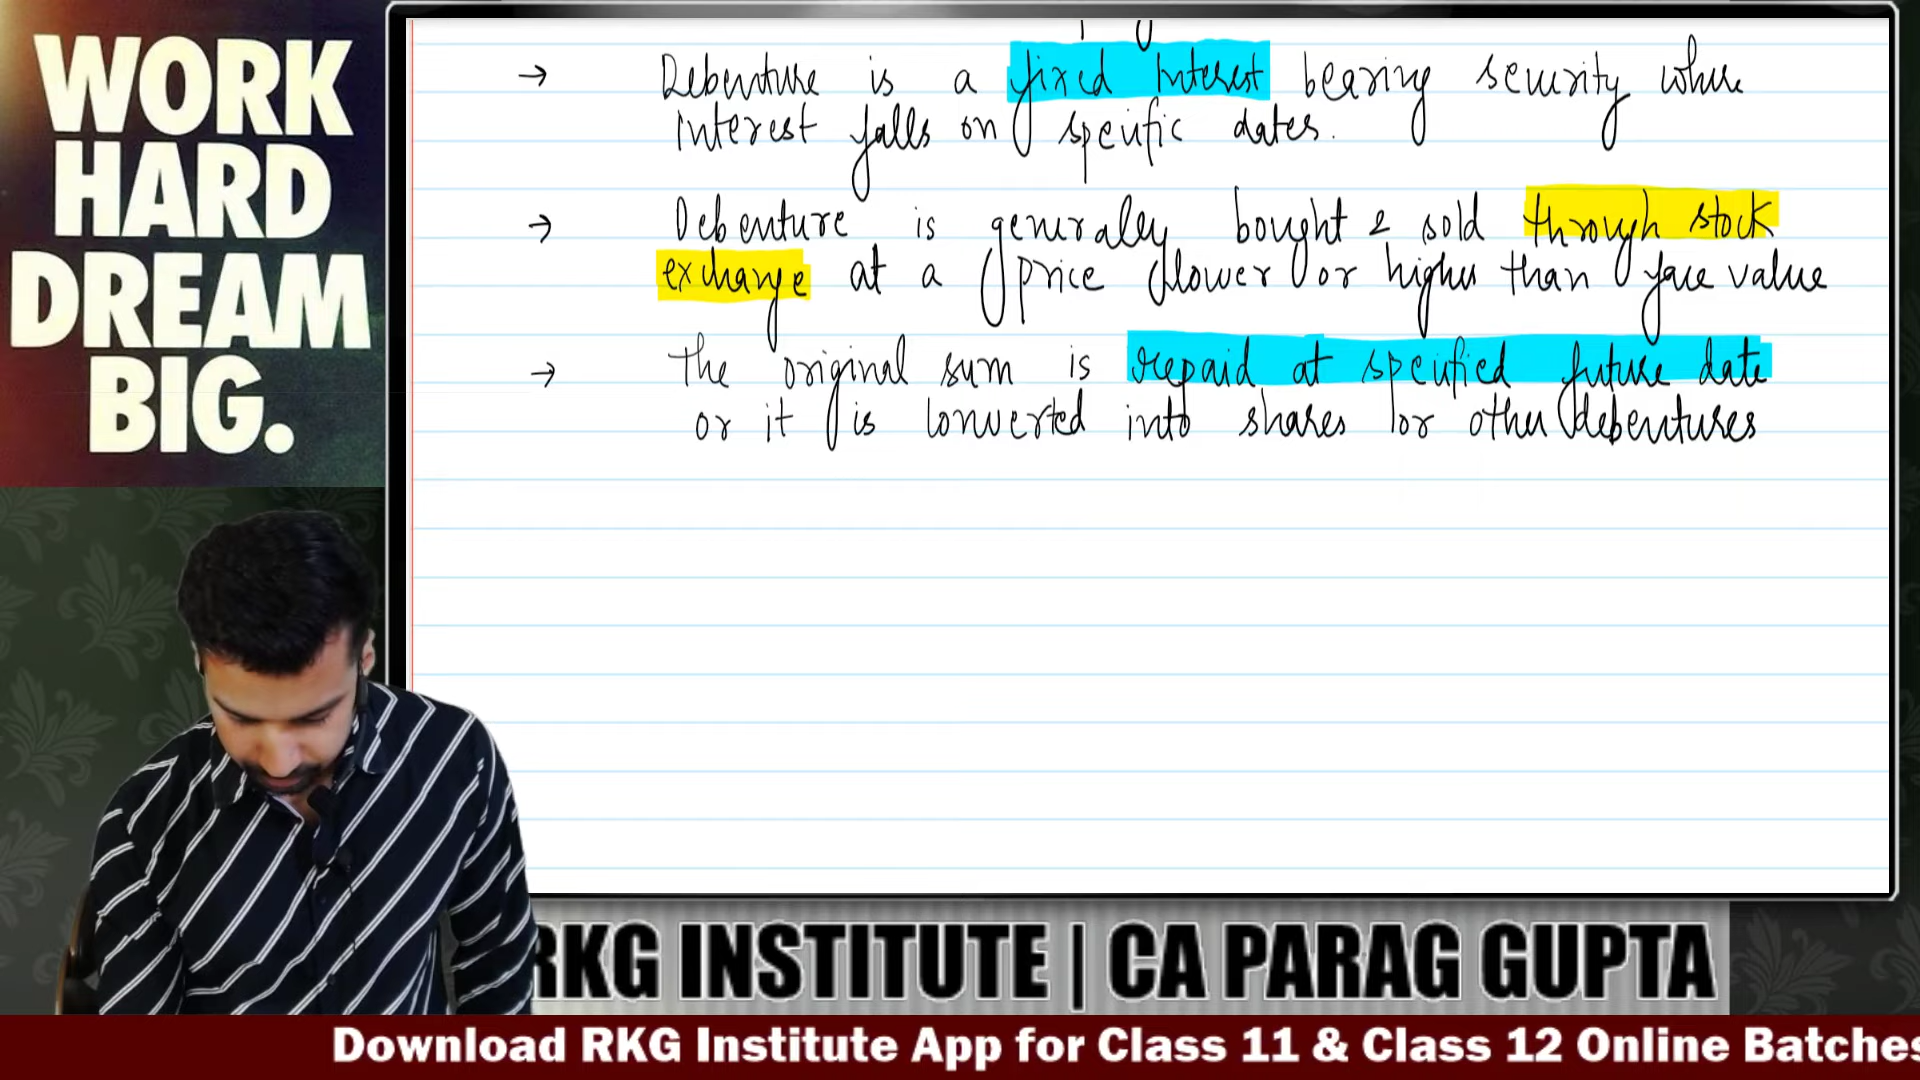 WORK
HARD
DREAM
BIG.
→ Debenture is a fixed interest bearing security where
interest falls on specific dates.
→ Debenture is generally bought & sold through stock
exchange at a price lower or higher than face value
→ The original sum is repaid at specified future date
or it is converted into shares or other debentures
RKG INSTITUTE | CA PARAG GUPTA
Download RKG Institute App for Class 11 & Class 12 Online Batches